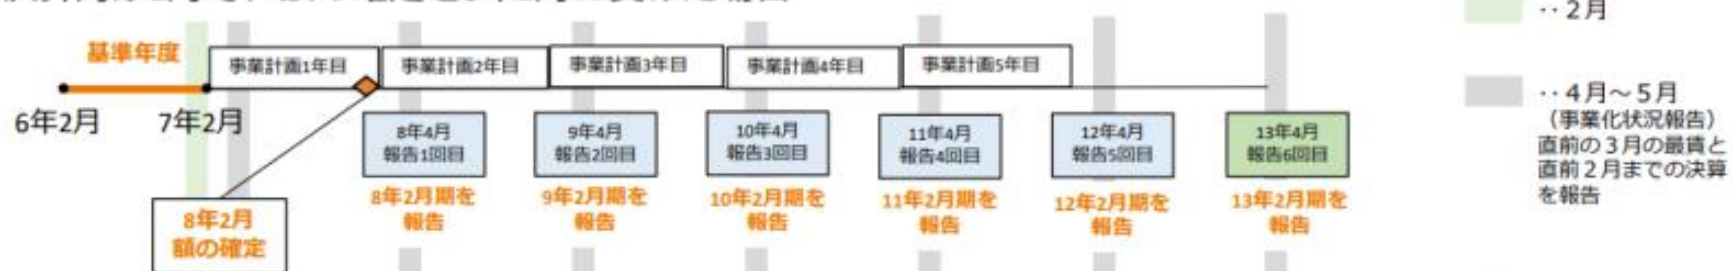 ‥2月
基準年度
事業計画1年目
事業計画2年目
事業計画3年目
事業計画4年目
事業計画5年目
6年2月
7年2月
8年4月
報告1回目
9年4月
報告2回目
10年4月
報告3回目
11年4月
報告4回目
12年4月
報告5回目
13年4月
報告6回目
8年2月期を
報告
9年2月期を
報告
10年2月期を
報告
11年2月期を
報告
12年2月期を
報告
13年2月期を
報告
8年2月
額の確定
‥4月～5月
(事業化状況報告)
直前の3月の最賃と
直前2月までの決算
を報告